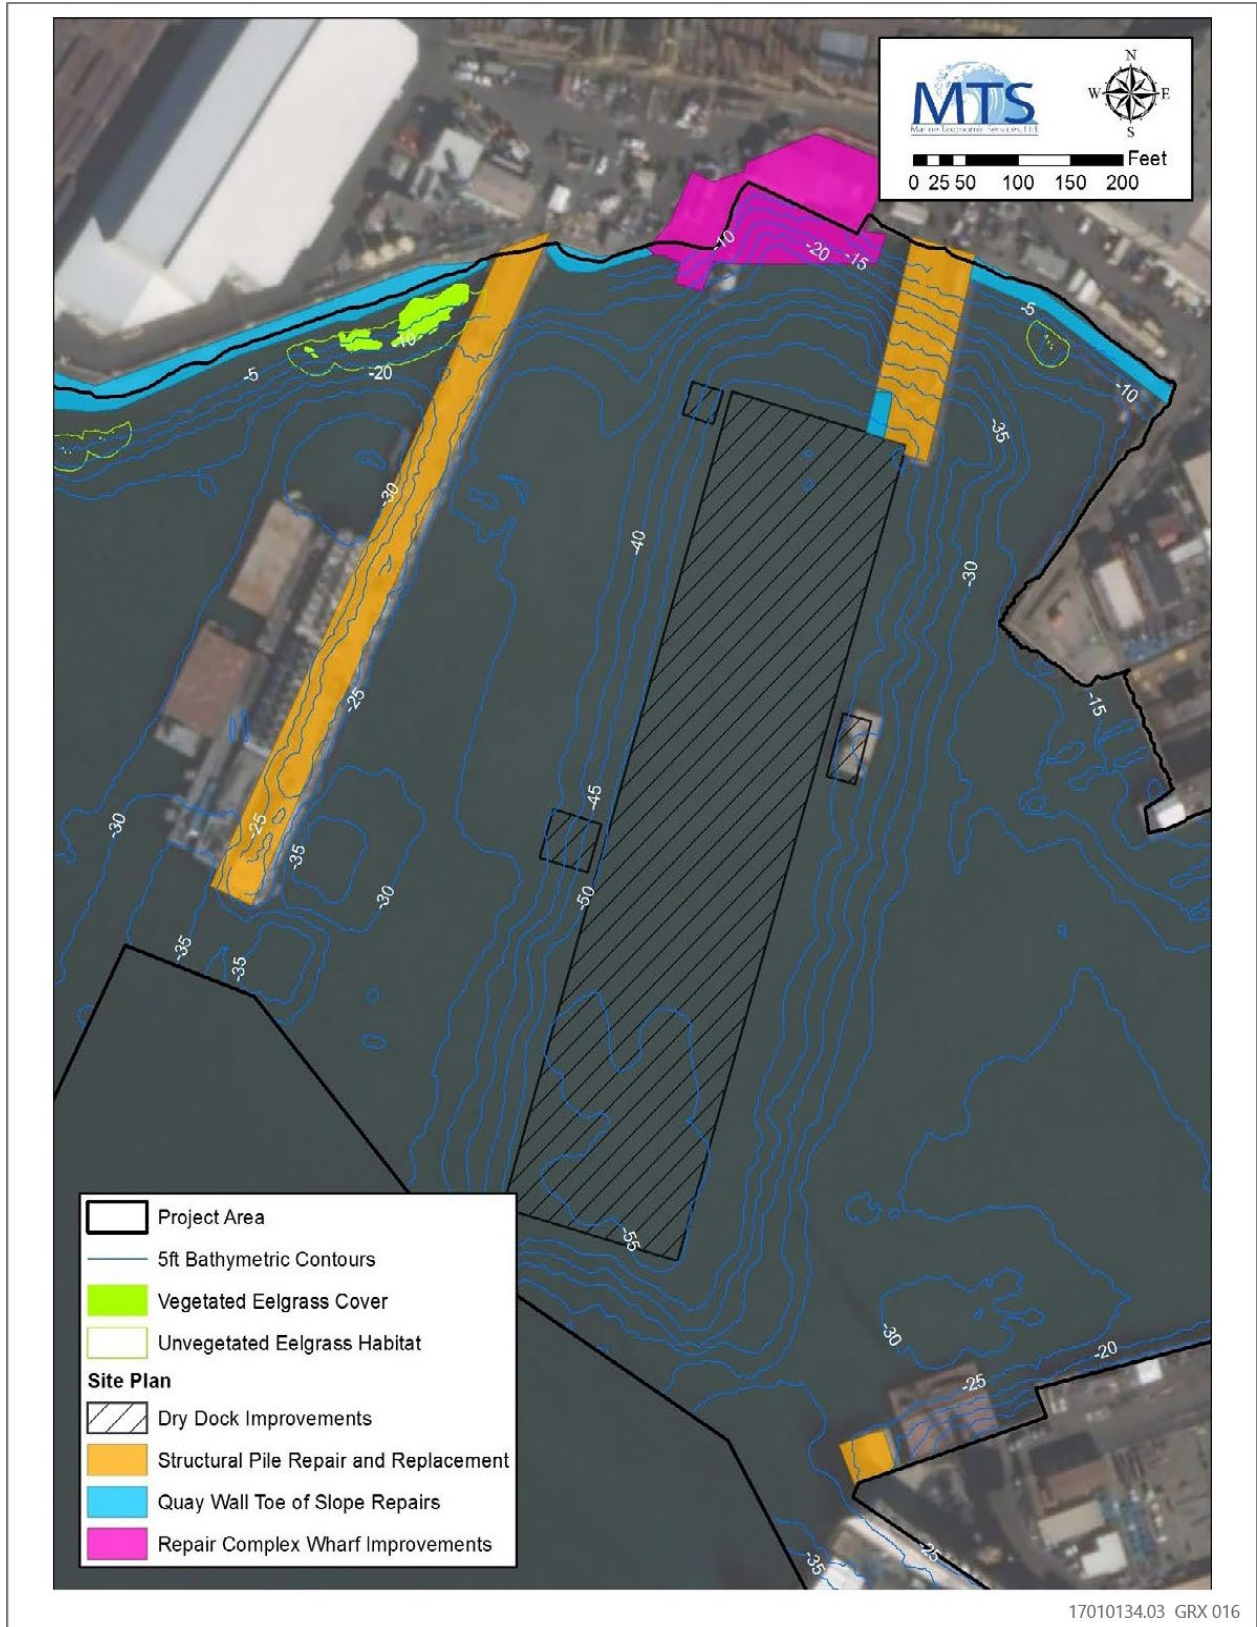 MTS
Marine Taxonomic Services, Ltd.
N
W E
S
Feet
0 25 50 100 150 200
-10
-20
-15
-5
-10
-5
-20
-10
-35
-30
-40
-30
-25
-15
-45
-30
-25
-35
-30
-50
-35
-35
-55
-30
-20
-25
-25
-35
Project Area
5ft Bathymetric Contours
Vegetated Eelgrass Cover
Unvegetated Eelgrass Habitat
Site Plan
Dry Dock Improvements
Structural Pile Repair and Replacement
Quay Wall Toe of Slope Repairs
Repair Complex Wharf Improvements
17010134.03 GRX 016